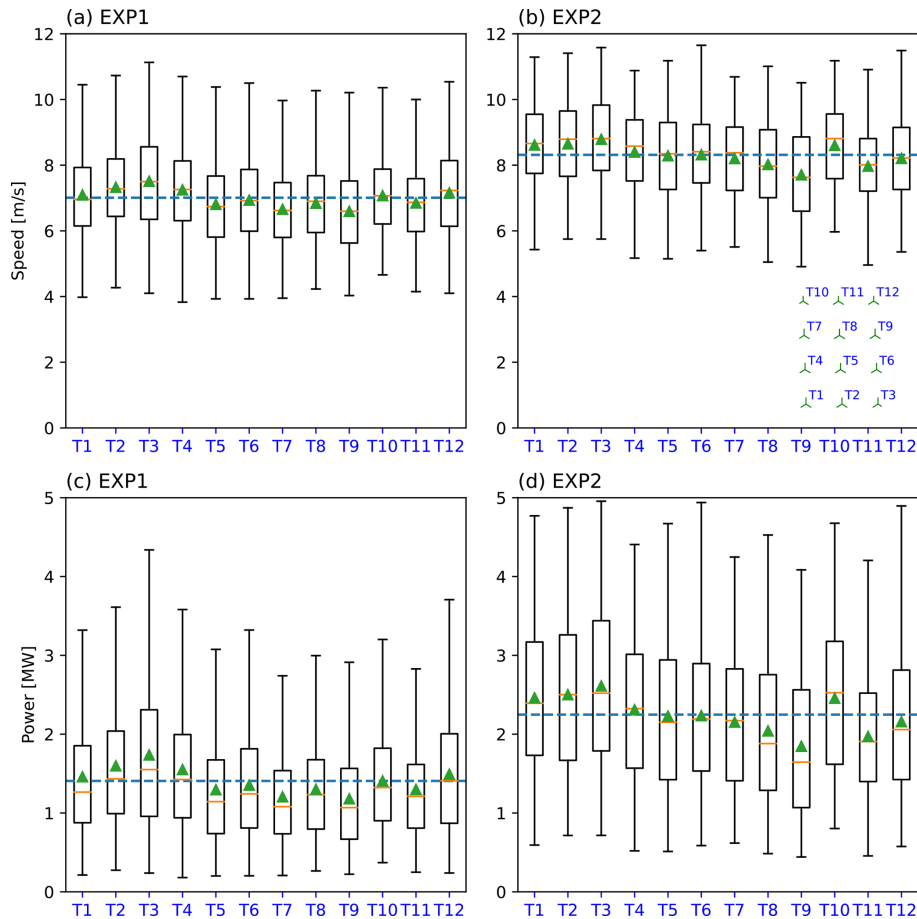 (a) EXP1
12
10
8
6
4
2
0
Speed [m/s]
T1 T2 T3 T4 T5 T6 T7 T8 T9 T10 T11 T12
(b) EXP2
12
10
8
6
4
2
0
T10 T11 T12
T7 T8 T9
T4 T5 T6
T1 T2 T3
T1 T2 T3 T4 T5 T6 T7 T8 T9 T10 T11 T12
(c) EXP1
5
4
3
2
1
0
Power [MW]
T1 T2 T3 T4 T5 T6 T7 T8 T9 T10 T11 T12
(d) EXP2
5
4
3
2
1
0
T1 T2 T3 T4 T5 T6 T7 T8 T9 T10 T11 T12